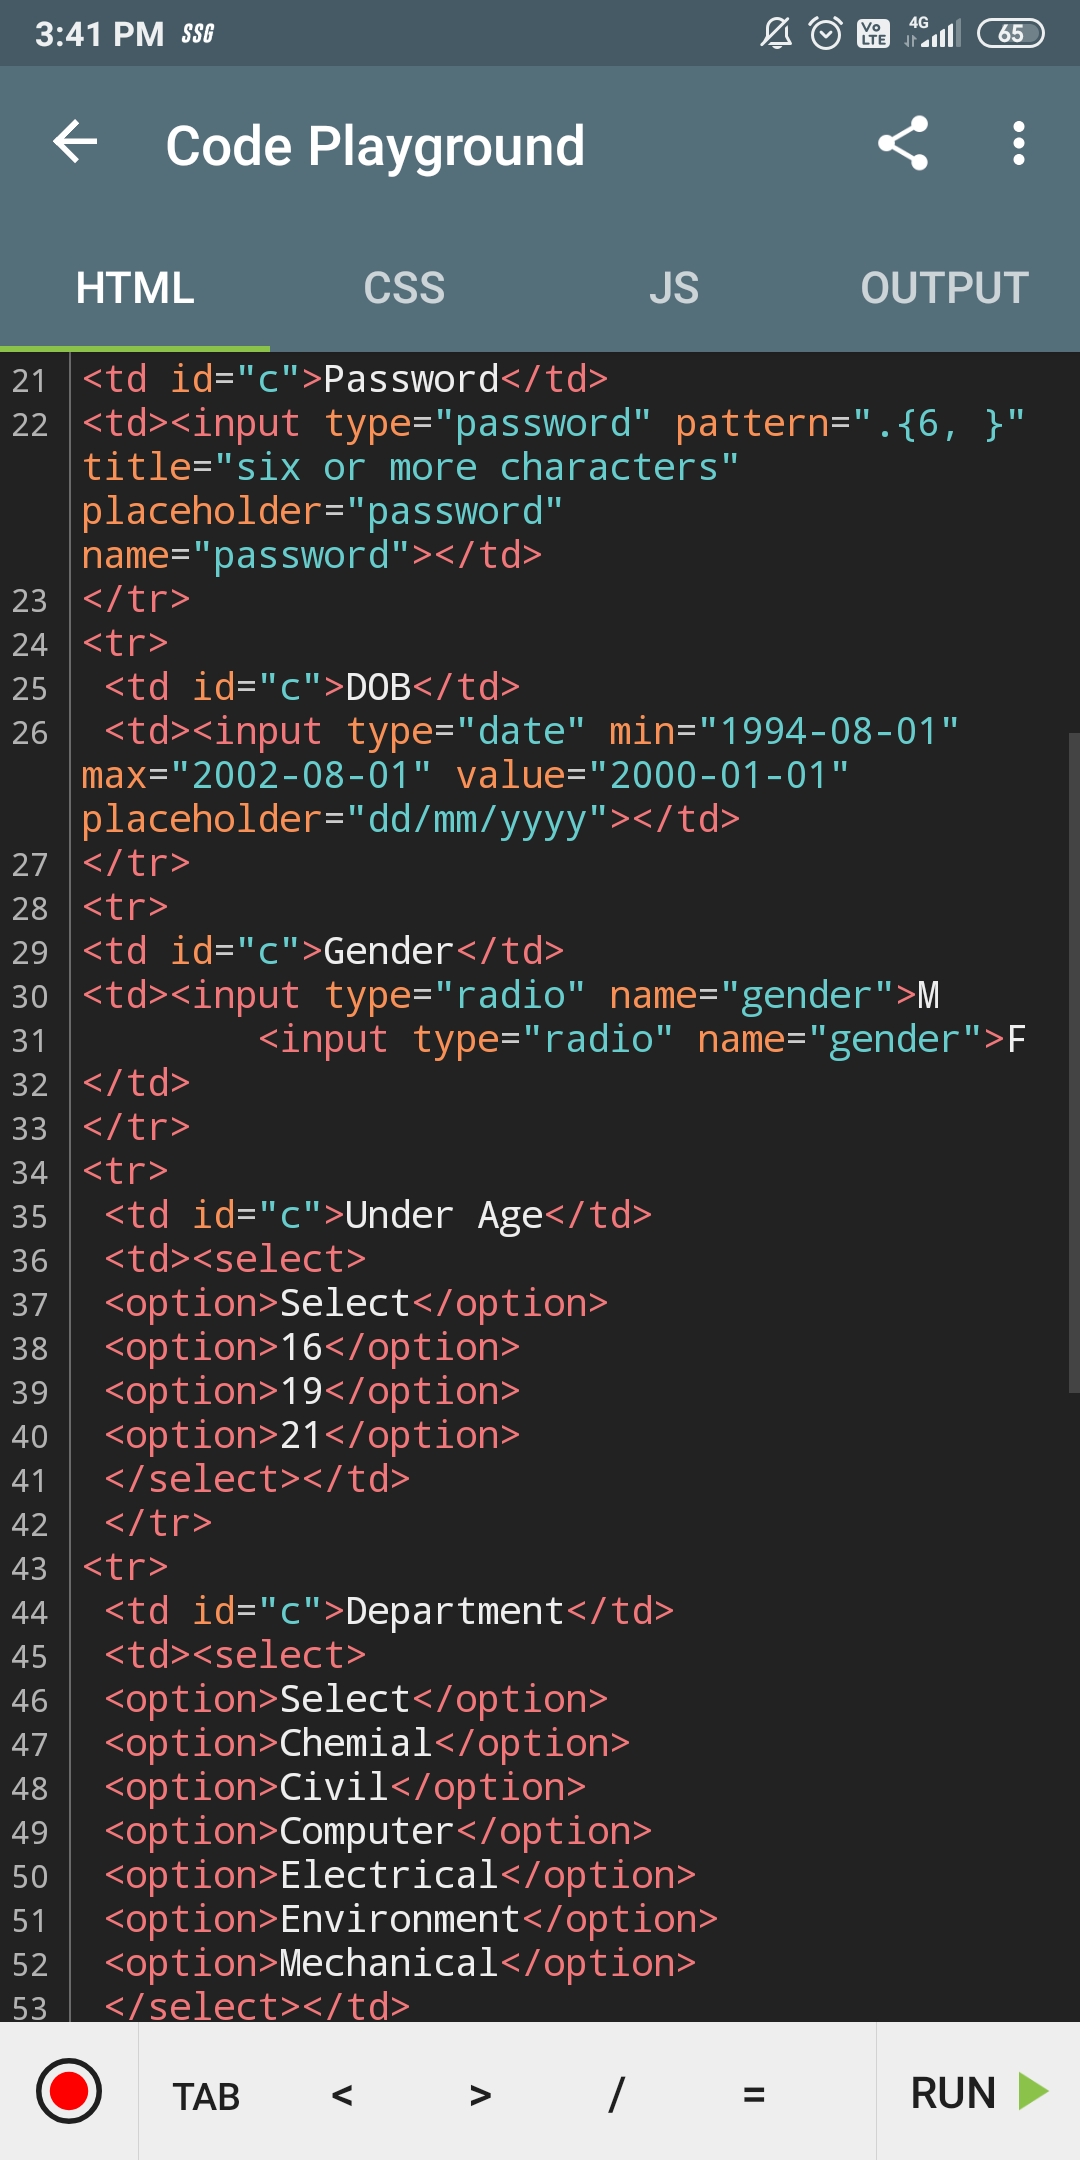 3:41 PM SSG Vo LTE 4G 65
Code Playground
HTML CSS JS OUTPUT
21 <td id="c">Password</td>
22 <td><input type="password" pattern=".{6, }"
title="six or more characters"
placeholder="password"
name="password"></td>
23 </tr>
24 <tr>
25 <td id="c">DOB</td>
26 <td><input type="date" min="1994-08-01"
max="2002-08-01" value="2000-01-01"
placeholder="dd/mm/yyyy"></td>
27 </tr>
28 <tr>
29 <td id="c">Gender</td>
30 <td><input type="radio" name="gender">M
31 <input type="radio" name="gender">F
32 </td>
33 </tr>
34 <tr>
35 <td id="c">Under Age</td>
36 <td><select>
37 <option>Select</option>
38 <option>16</option>
39 <option>19</option>
40 <option>21</option>
41 </select></td>
42 </tr>
43 <tr>
44 <td id="c">Department</td>
45 <td><select>
46 <option>Select</option>
47 <option>Chemial</option>
48 <option>Civil</option>
49 <option>Computer</option>
50 <option>Electrical</option>
51 <option>Environment</option>
52 <option>Mechanical</option>
53 </select></td>
TAB < > / = RUN